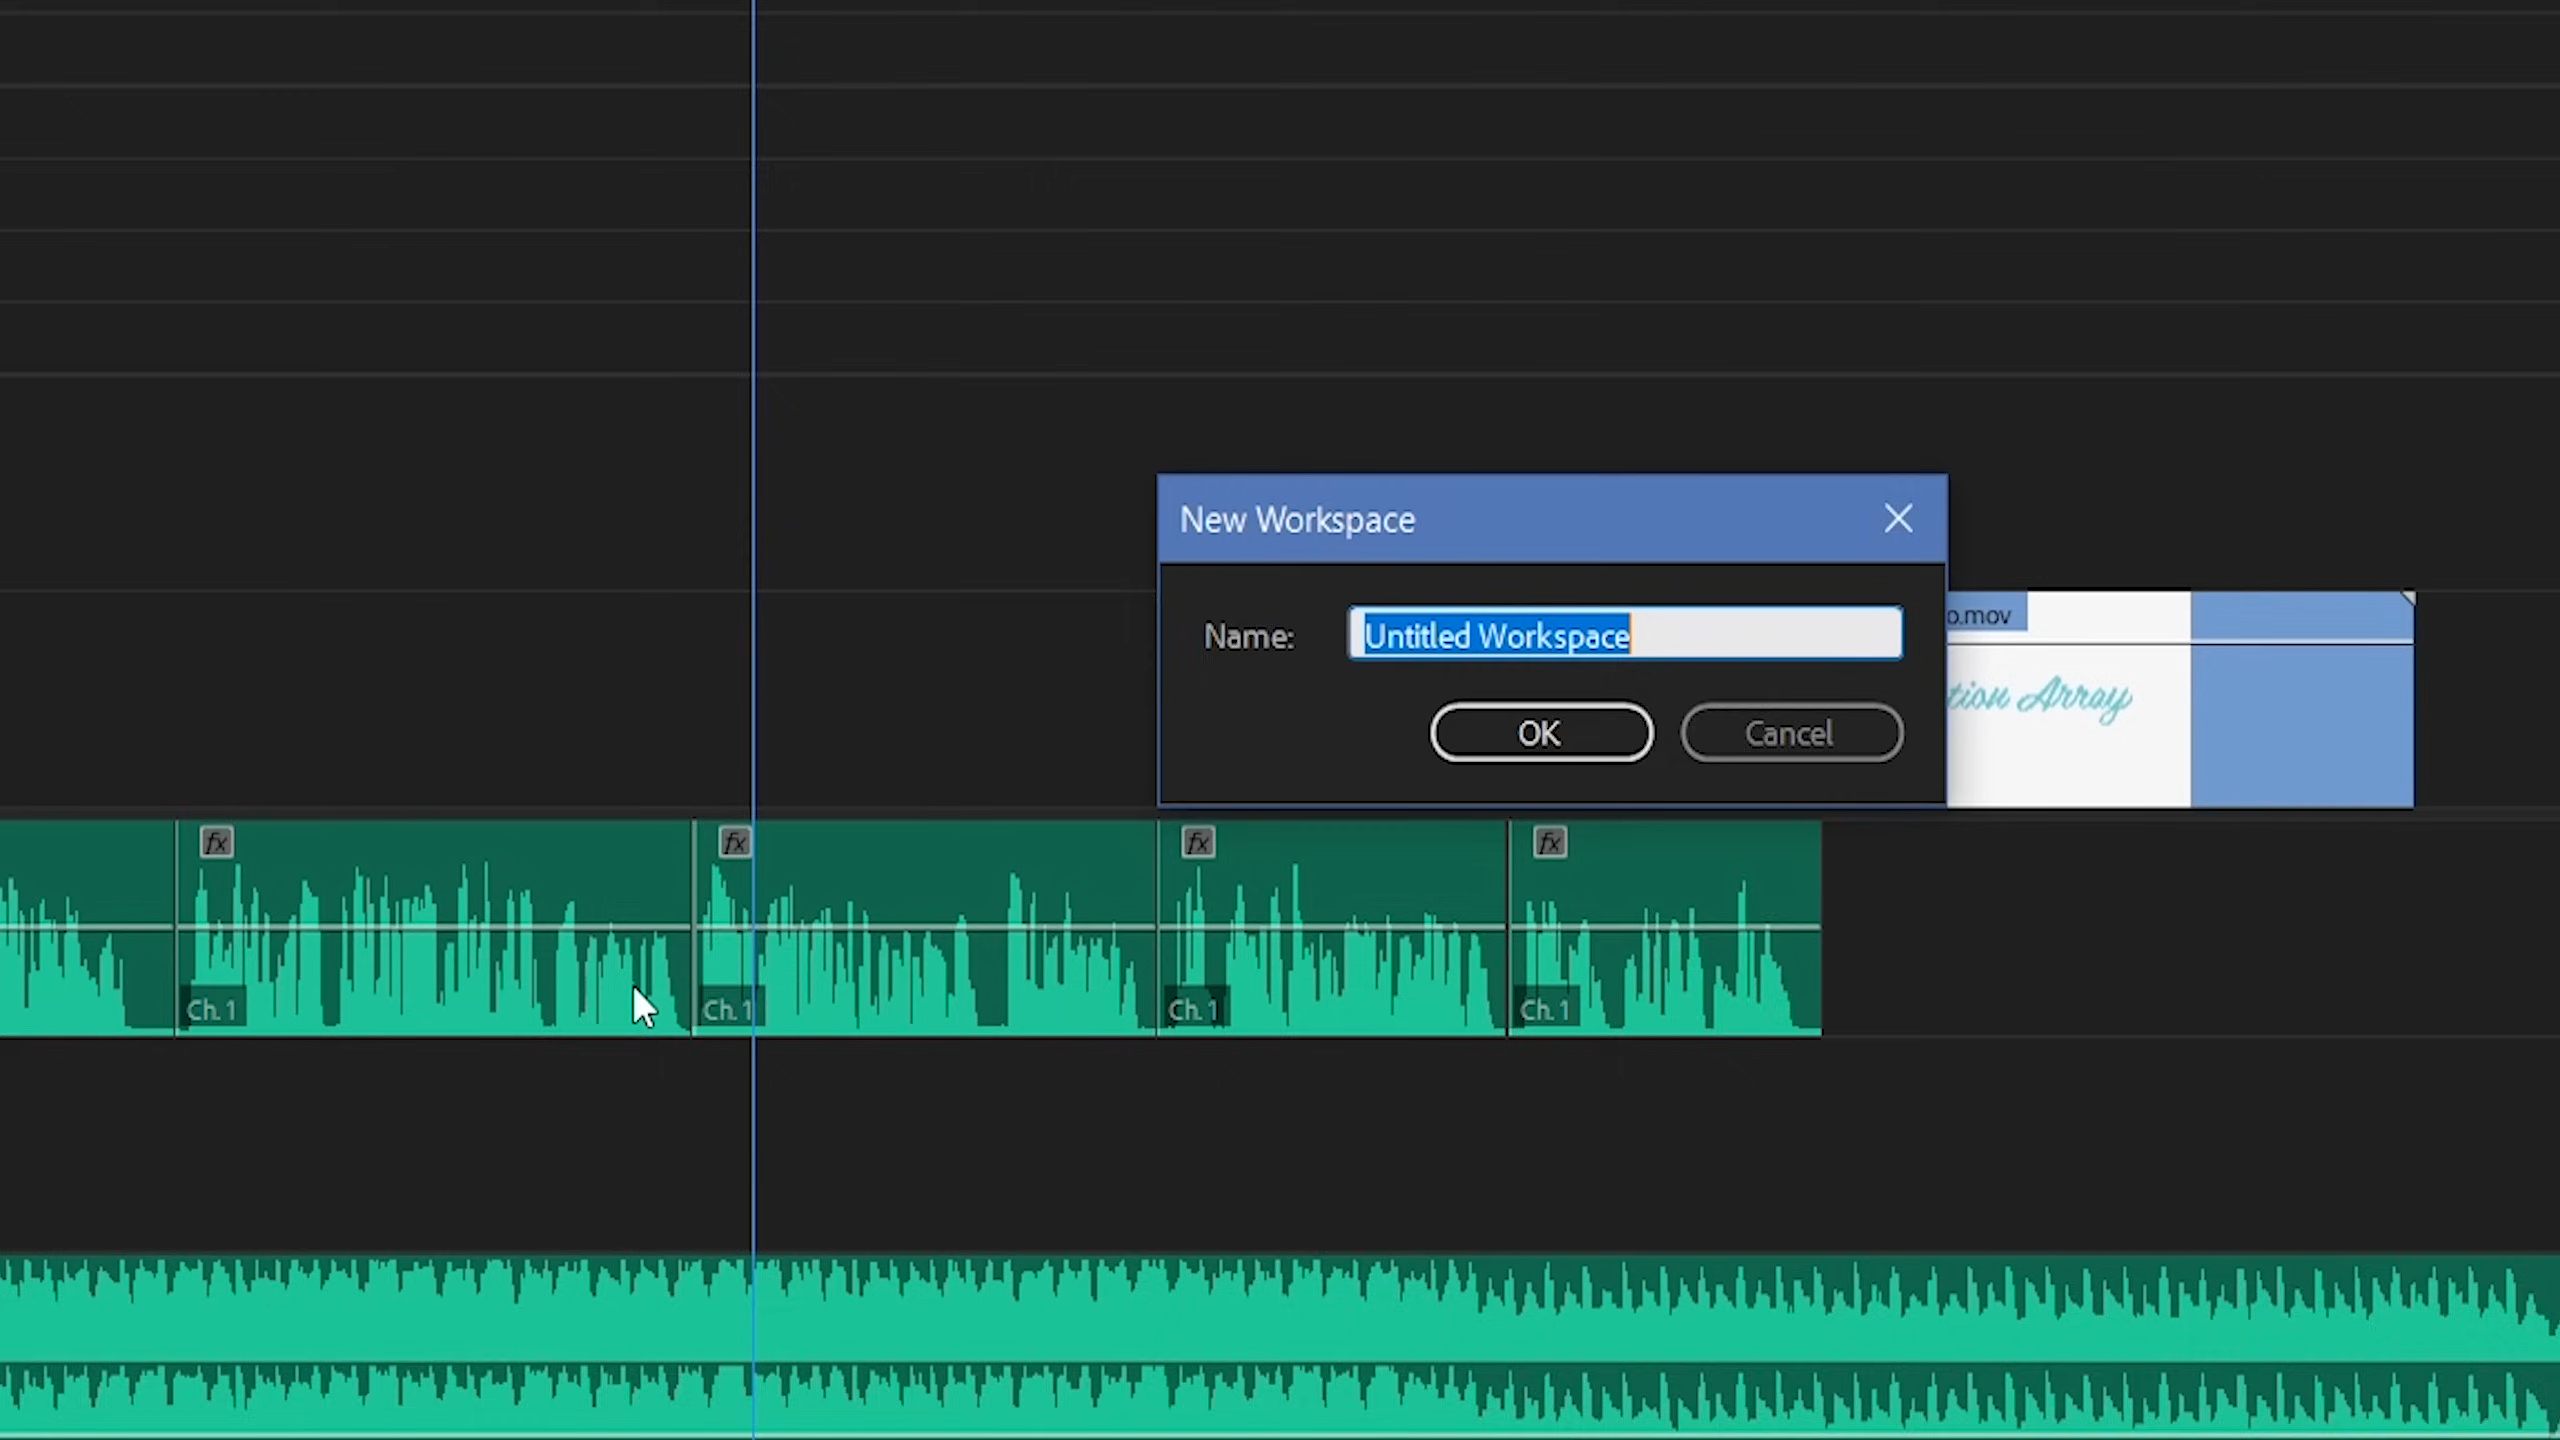 New Workspace
Name: Untitled Workspace
o.mov
OK Cancel
tion Array
fx fx fx fx
Ch. 1 Ch. 1 Ch. 1 Ch. 1